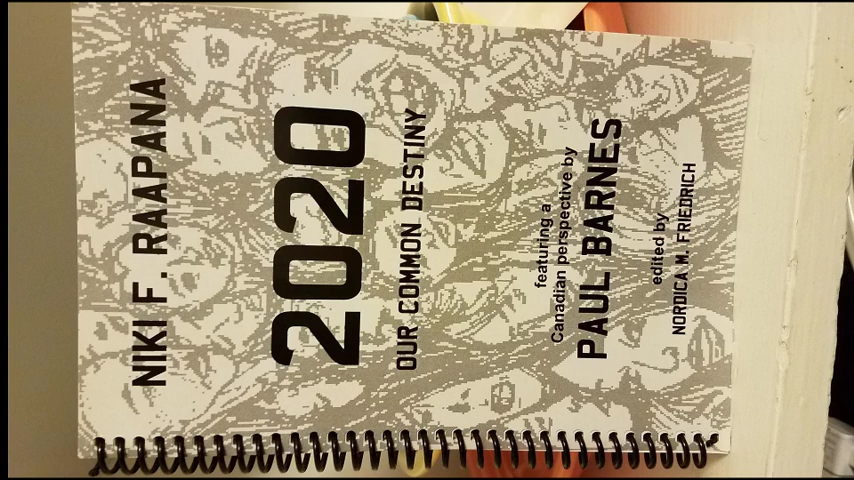 NIKI F. RAAPANA
2020
OUR COMMON DESTINY
featuring a
Canadian perspective by
PAUL BARNES
edited by
NORDICA M. FRIEDRICH